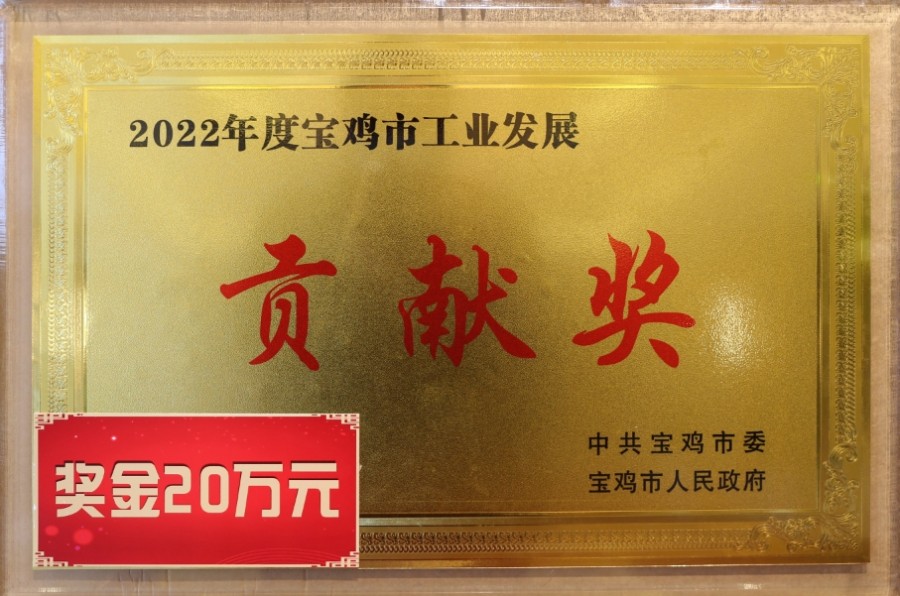 2022年度宝鸡市工业发展
贡献奖
中共宝鸡市委
宝鸡市人民政府
奖金20万元